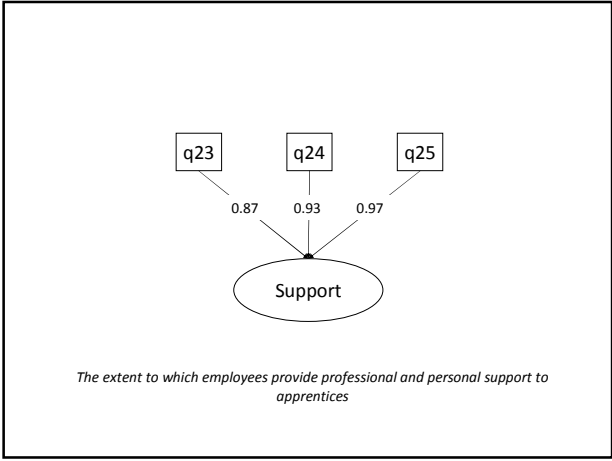 q23 q24 q25
0.87 0.93 0.97
Support
The extent to which employees provide professional and personal support to
apprentices